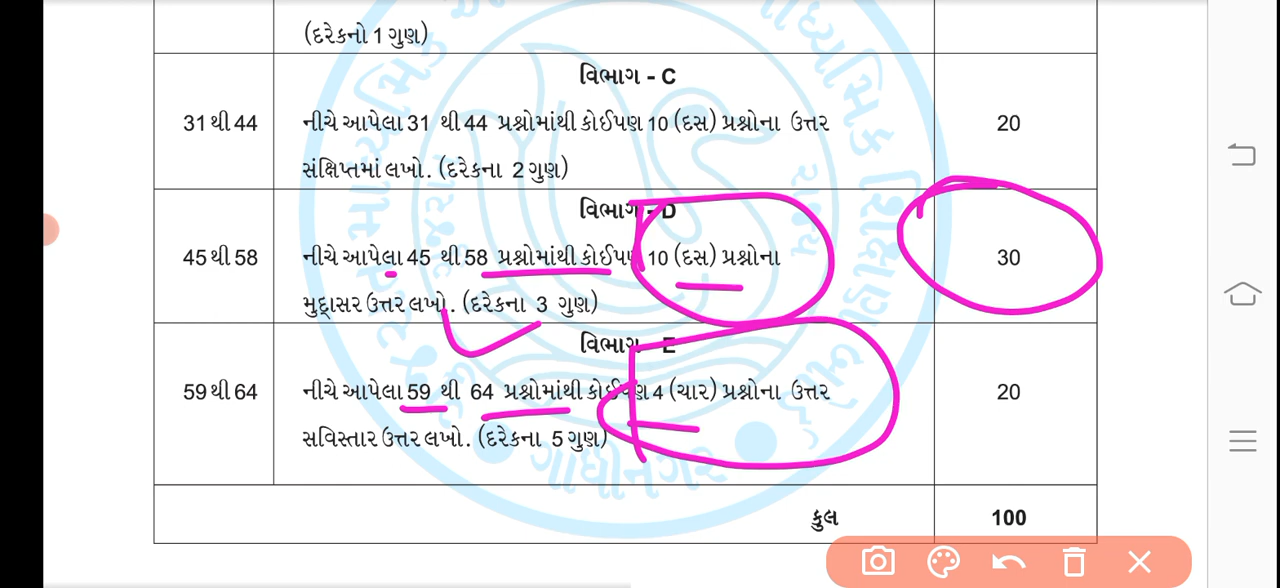 (દરેકનો 1 ગુણ)
વિભાગ - C
31 થી 44 નીચે આપેલા 31 થી 44 પ્રશ્નોમાંથી કોઈપણ 10 (દસ) પ્રશ્નોના ઉત્તર 20
સંક્ષિપ્તમાં લખો. (દરેકના 2 ગુણ)
વિભાગ - D
45 થી 58 નીચે આપેલા 45 થી 58 પ્રશ્નોમાંથી કોઈપણ 10 (દસ) પ્રશ્નોના 30
મુદ્દાસર ઉત્તર લખો. (દરેકના 3 ગુણ)
વિભાગ - E
59 થી 64 નીચે આપેલા 59 થી 64 પ્રશ્નોમાંથી કોઈપણ 4 (ચાર) પ્રશ્નોના ઉત્તર 20
સવિસ્તાર ઉત્તર લખો. (દરેકના 5 ગુણ)
કુલ 100
ગાંધીનગર